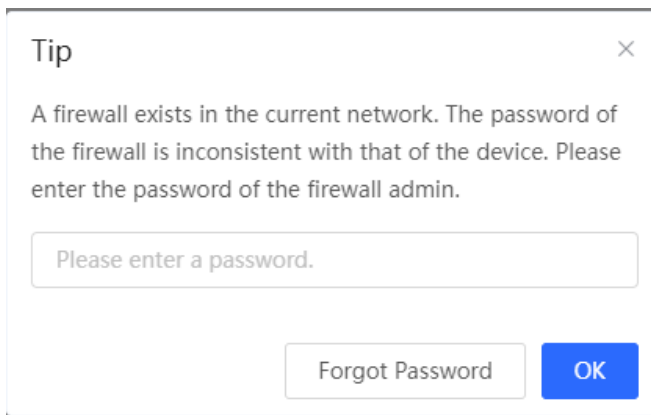 Tip
A firewall exists in the current network. The password of
the firewall is inconsistent with that of the device. Please
enter the password of the firewall admin.
Please enter a password.
Forgot Password
OK